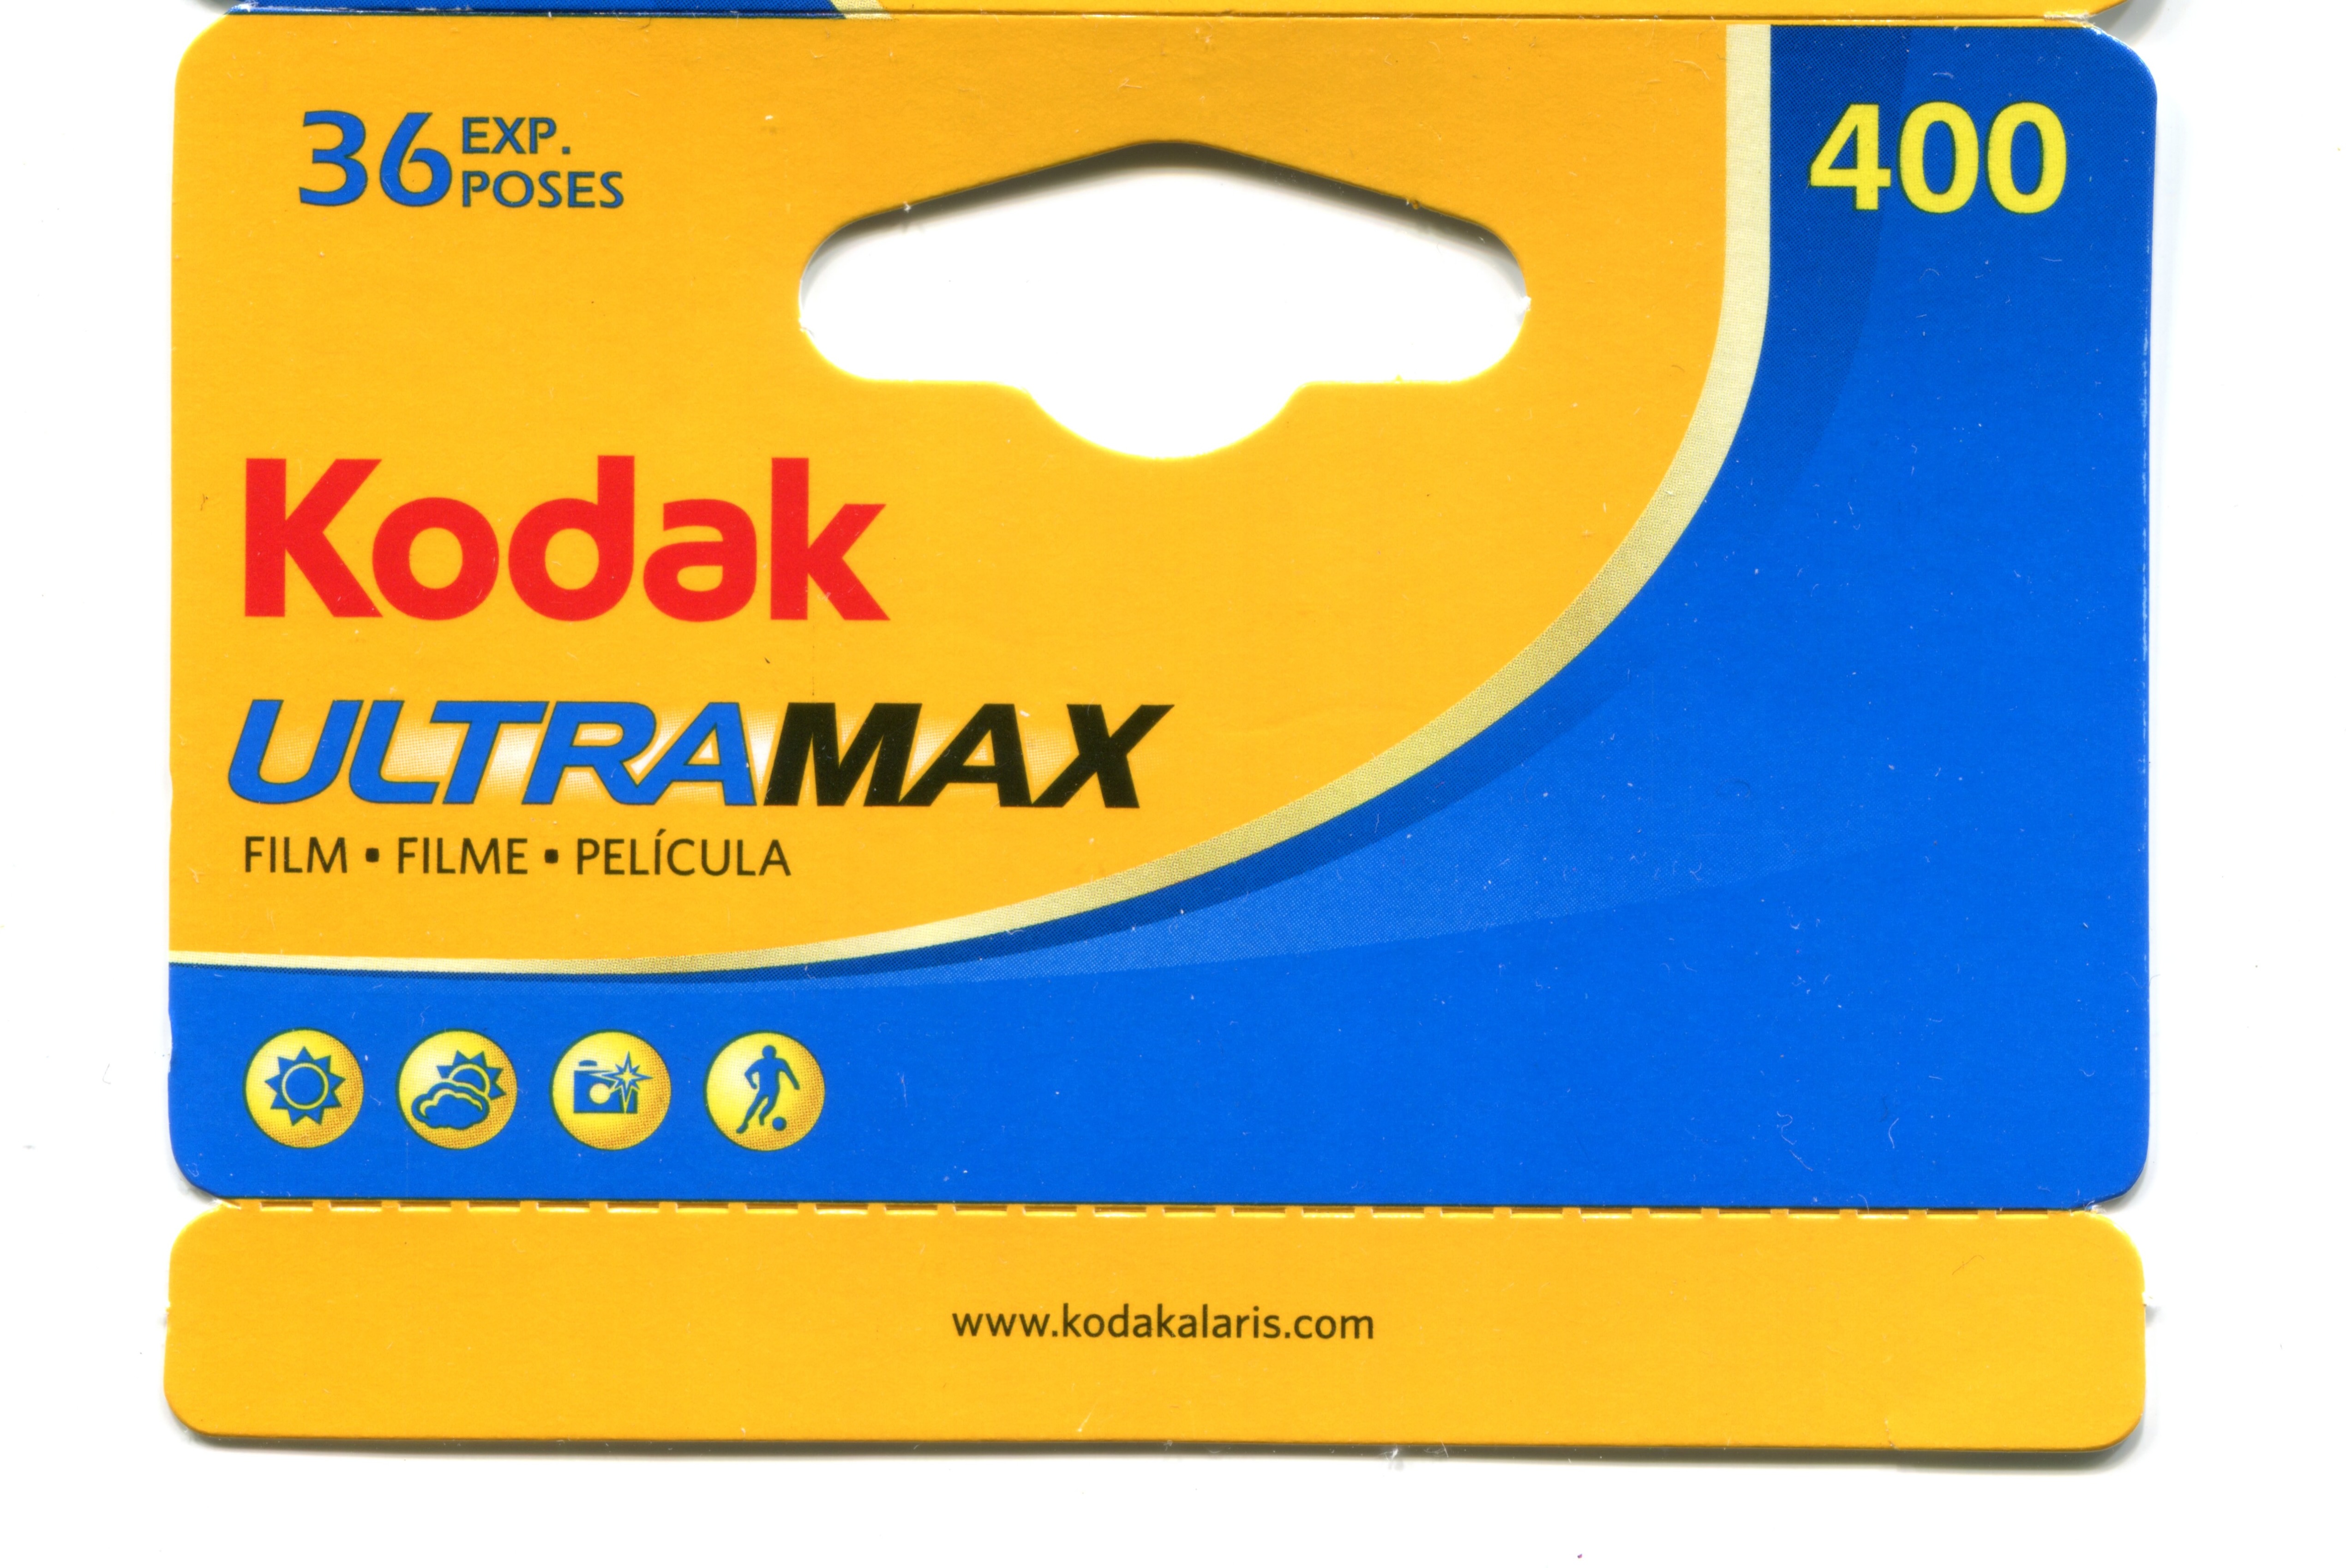 36 EXP.
POSES
400
Kodak
ULTRAMAX
FILM ▪ FILME ▪ PELÍCULA
www.kodakalaris.com